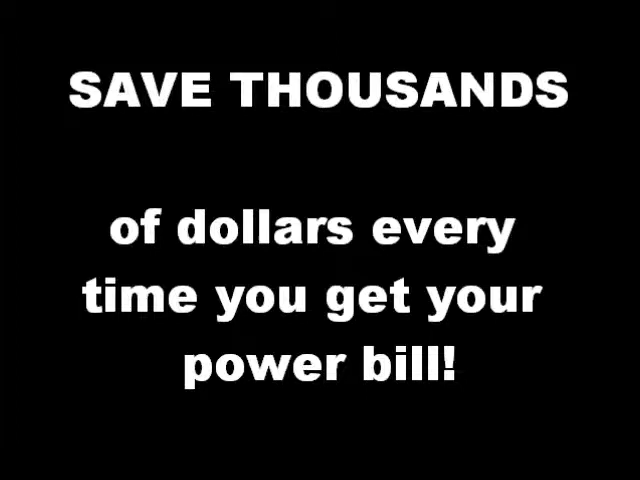 SAVE THOUSANDS
of dollars every
time you get your
power bill!